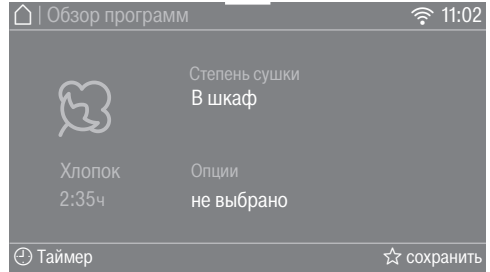 | Обзор программ 11:02
Степень сушки
В шкаф
Хлопок
2:35ч
Опции
не выбрано
Таймер сохранить